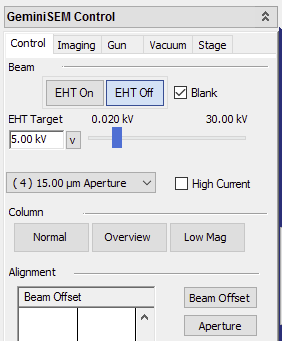 GeminiSEM Control
Control Imaging Gun Vacuum Stage
Beam
EHT On EHT Off Blank
EHT Target 0.020 kV 30.00 kV
5.00 kV v
( 4 ) 15.00 µm Aperture High Current
Column
Normal Overview Low Mag
Alignment
Beam Offset Beam Offset
Aperture